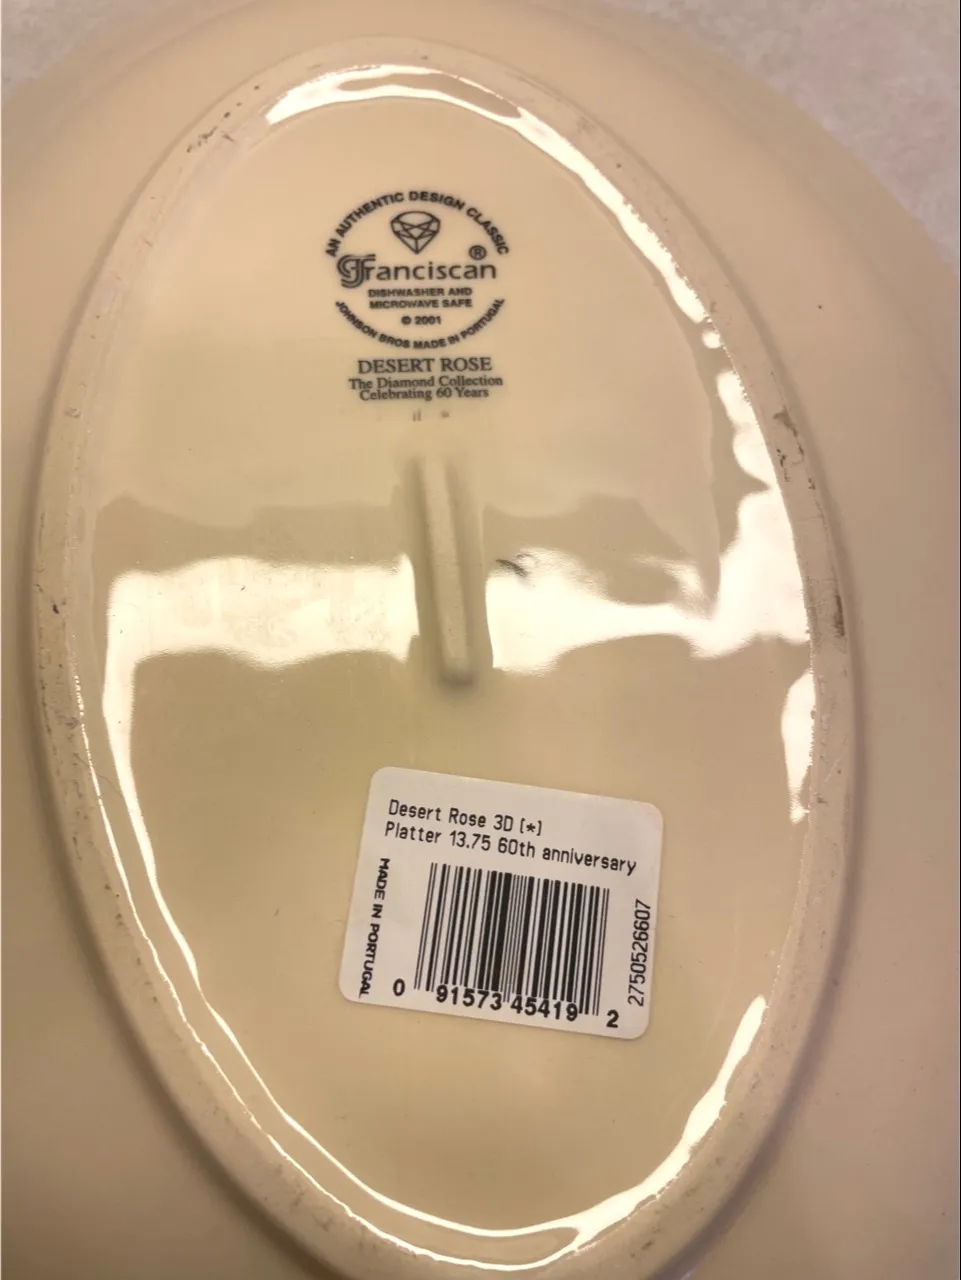 AN AUTHENTIC DESIGN CLASSIC
®
Franciscan
DISHWASHER AND
MICROWAVE SAFE
© 2001
JOHNSON BROS MADE IN PORTUGAL
DESERT ROSE
The Diamond Collection
Celebrating 60 Years
Desert Rose 3D [*]
Platter 13.75 60th anniversary
MADE IN PORTUGAL
2750526607
0 91573 45419 2